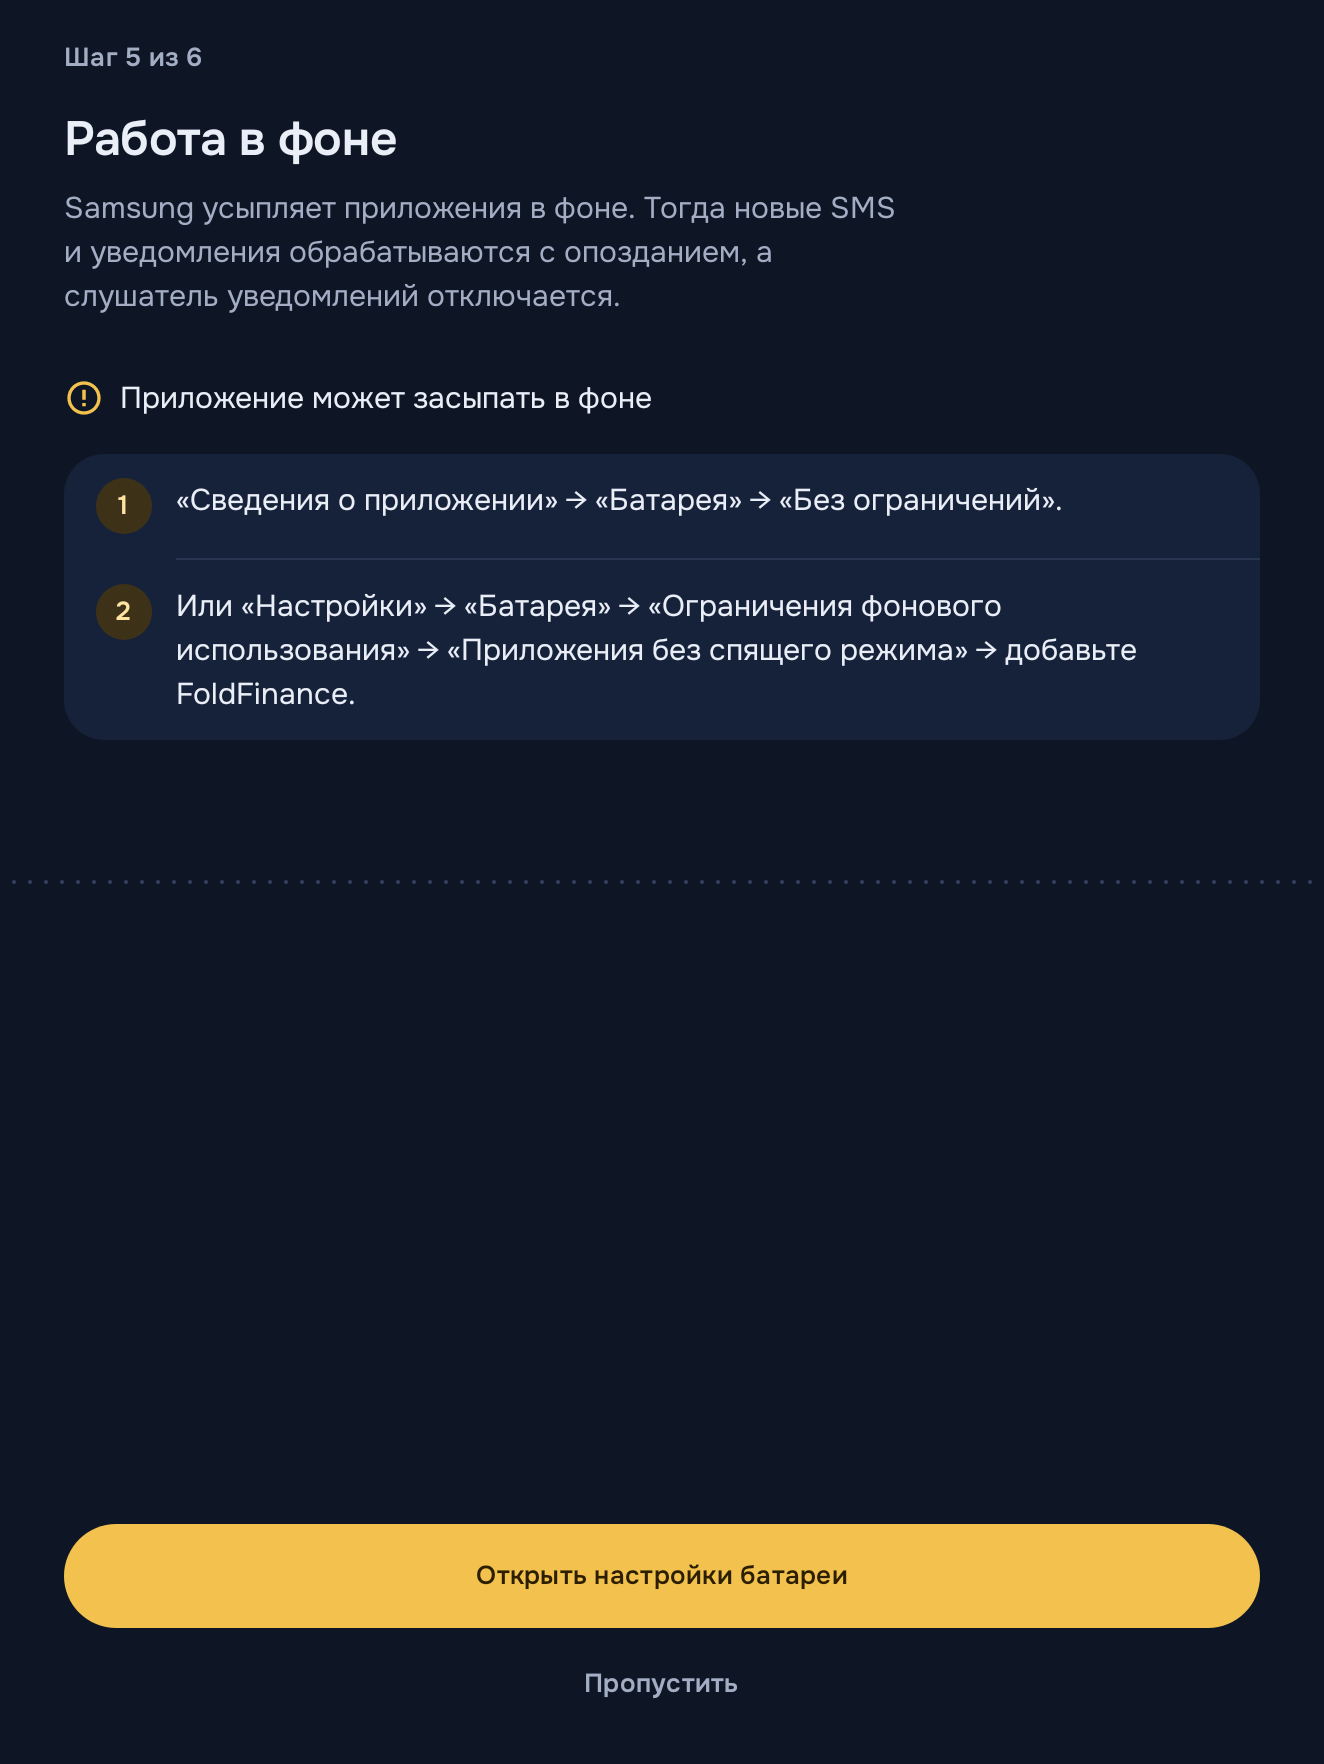 Шаг 5 из 6
Работа в фоне
Samsung усыпляет приложения в фоне. Тогда новые SMS
и уведомления обрабатываются с опозданием, а
слушатель уведомлений отключается.
Приложение может засыпать в фоне
1 «Сведения о приложении» → «Батарея» → «Без ограничений».
2 Или «Настройки» → «Батарея» → «Ограничения фонового
использования» → «Приложения без спящего режима» → добавьте
FoldFinance.
Открыть настройки батареи
Пропустить